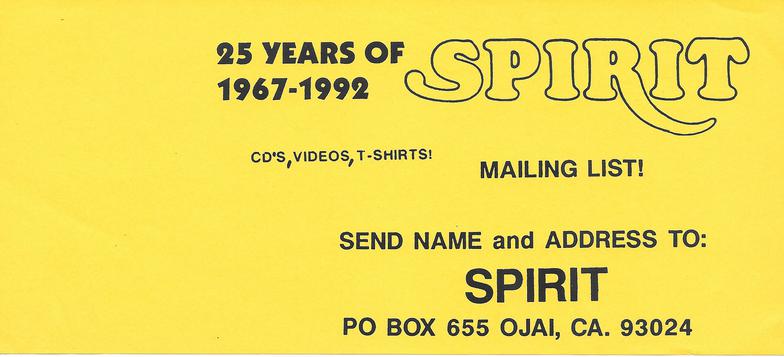 25 YEARS OF SPIRIT
1967-1992
CD'S, VIDEOS, T-SHIRTS!
MAILING LIST!
SEND NAME and ADDRESS TO:
SPIRIT
PO BOX 655 OJAI, CA. 93024